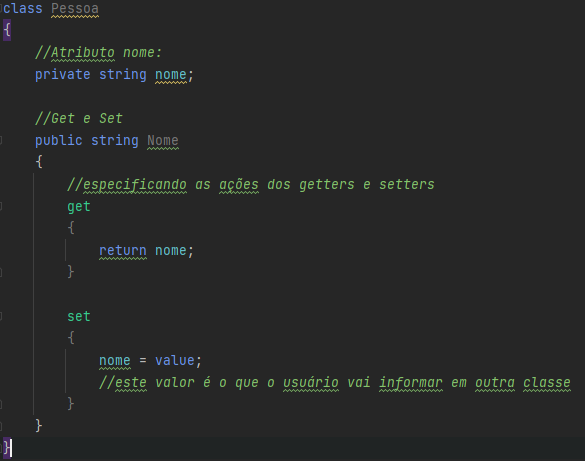 class Pessoa
{
//Atributo nome:
private string nome;
//Get e Set
public string Nome
{
//especificando as ações dos getters e setters
get
{
return nome;
}
set
{
nome = value;
//este valor é o que o usuário vai informar em outra classe
}
}
}